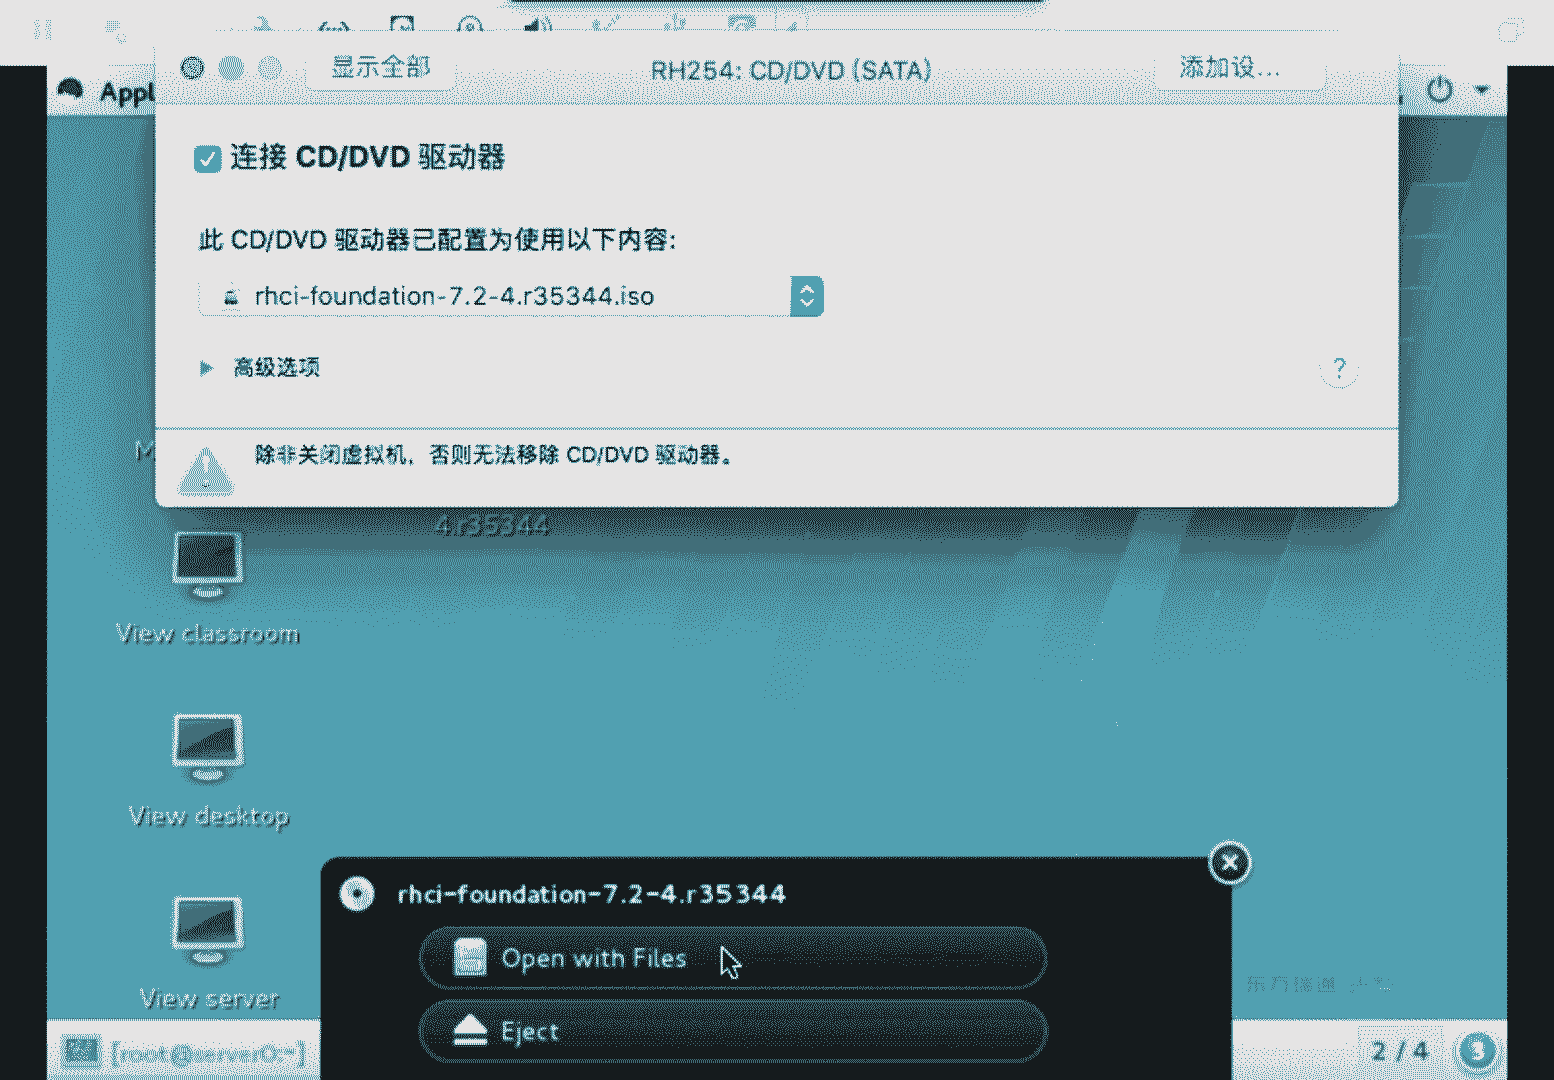 显示全部
RH254: CD/DVD (SATA)
添加设...
Appl
连接 CD/DVD 驱动器
此 CD/DVD 驱动器已配置为使用以下内容:
rhci-foundation-7.2-4.r35344.iso
高级选项
?
除非关闭虚拟机，否则无法移除 CD/DVD 驱动器。
4.r35344
View classroom
View desktop
View server
rhci-foundation-7.2-4.r35344
Open with Files
Eject
[root@server0:~]
2 / 4
3